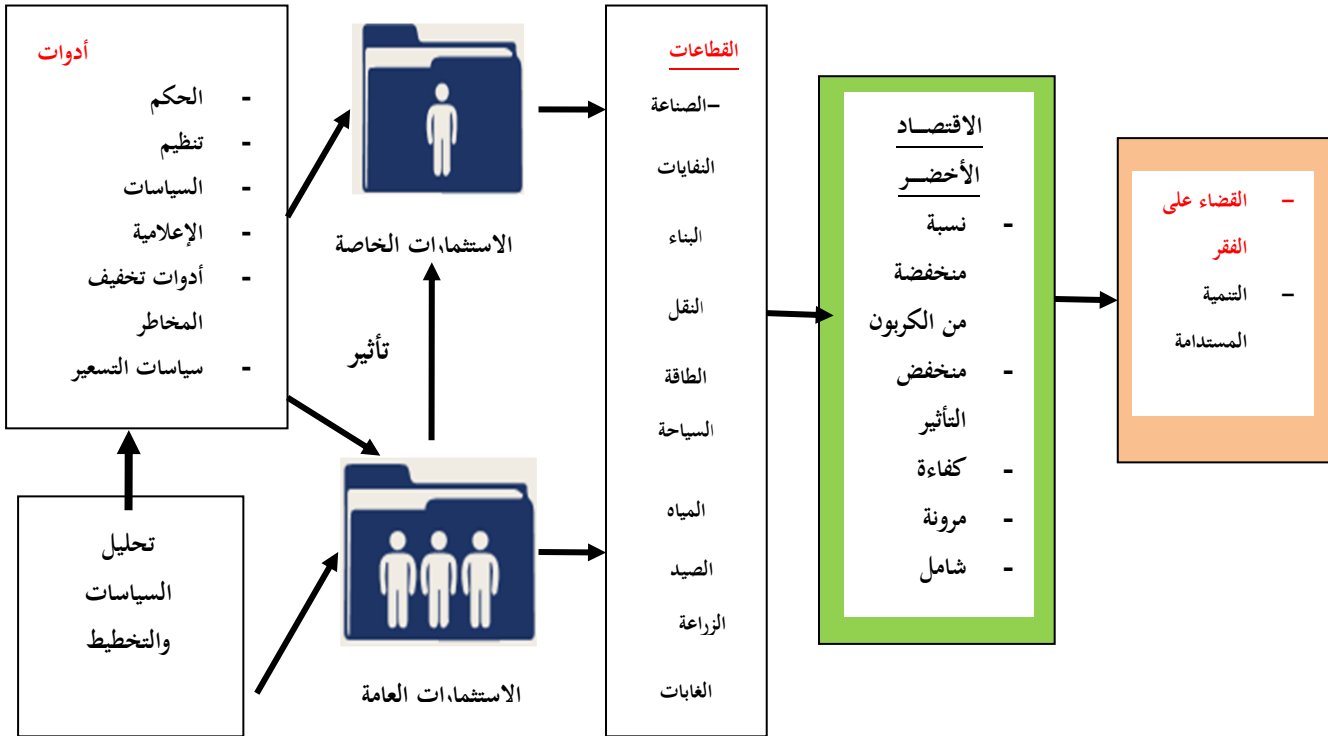 أدوات
- الحكم
- تنظيم
- السياسات
- الإعلامية
- أدوات تخفيف
المخاطر
- سياسات التسعير
تحليل
السياسات
والتخطيط
الاستثمارات الخاصة
تأثير
الاستثمارات العامة
القطاعات
–الصناعة
النفايات
البناء
النقل
الطاقة
السياحة
المياه
الصيد
الزراعة
الغابات
الاقتصاد
الأخضر
- نسبة
منخفضة
من الكربون
- منخفض
التأثير
- كفاءة
- مرونة
- شامل
– القضاء على
الفقر
– التنمية
المستدامة